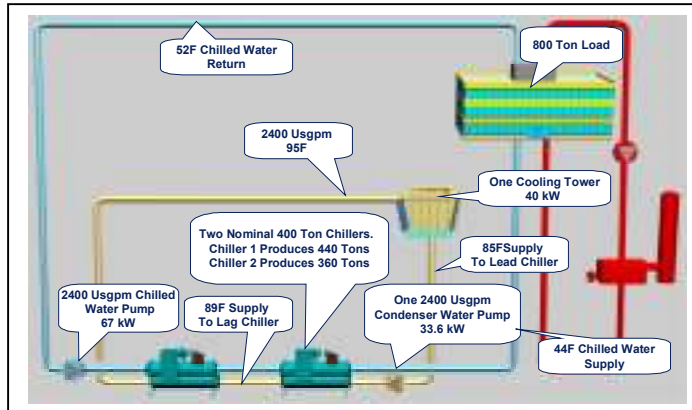 52F Chilled Water
Return
800 Ton Load
2400 Usgpm
95F
One Cooling Tower
40 kW
Two Nominal 400 Ton Chillers.
Chiller 1 Produces 440 Tons
Chiller 2 Produces 360 Tons
85FSupply
To Lead Chiller
2400 Usgpm Chilled
Water Pump
67 kW
89F Supply
To Lag Chiller
One 2400 Usgpm
Condenser Water Pump
33.6 kW
44F Chilled Water
Supply